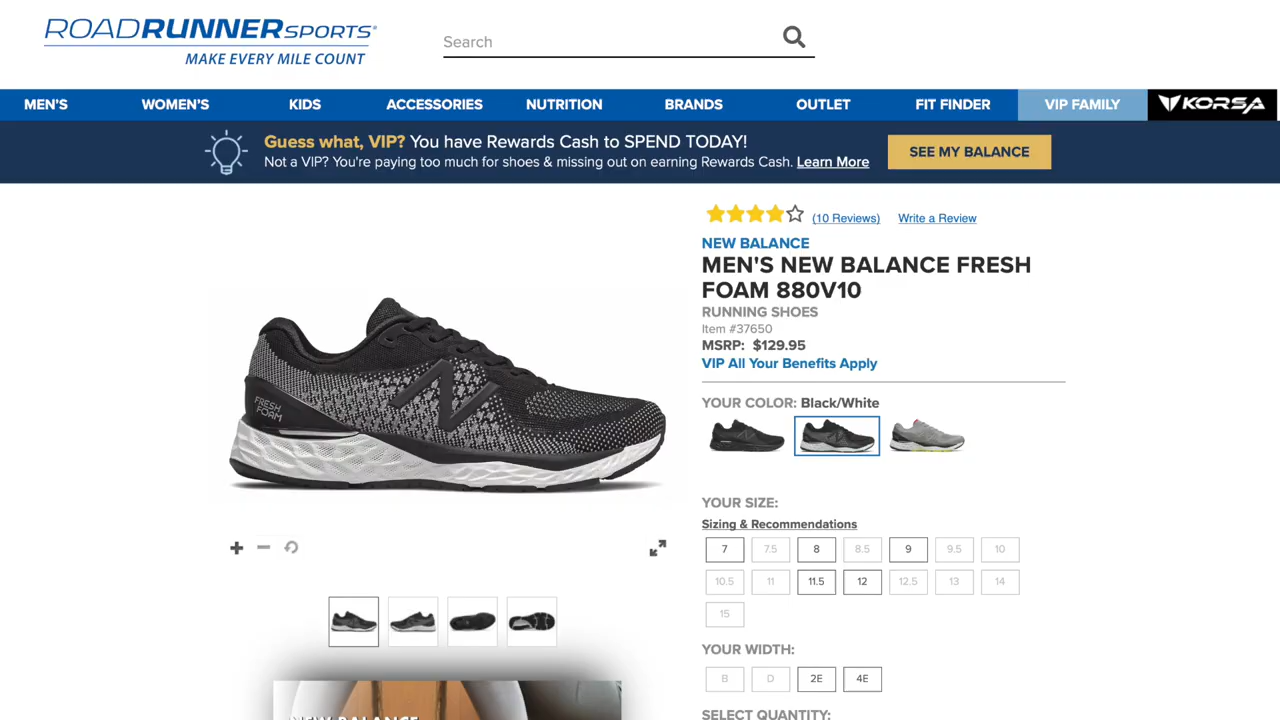 ROADRUNNERSPORTS®
MAKE EVERY MILE COUNT
Search
MEN'S WOMEN'S KIDS ACCESSORIES NUTRITION BRANDS OUTLET FIT FINDER VIP FAMILY KORSA
Guess what, VIP? You have Rewards Cash to SPEND TODAY!
Not a VIP? You're paying too much for shoes & missing out on earning Rewards Cash. Learn More
SEE MY BALANCE
(10 Reviews) Write a Review
NEW BALANCE
MEN'S NEW BALANCE FRESH
FOAM 880V10
RUNNING SHOES
Item #37650
MSRP: $129.95
VIP All Your Benefits Apply
YOUR COLOR: Black/White
FRESH
FOAM
N
YOUR SIZE:
Sizing & Recommendations
7 7.5 8 8.5 9 9.5 10
10.5 11 11.5 12 12.5 13 14
15
YOUR WIDTH:
B D 2E 4E
SELECT QUANTITY:
NEW BALANCE